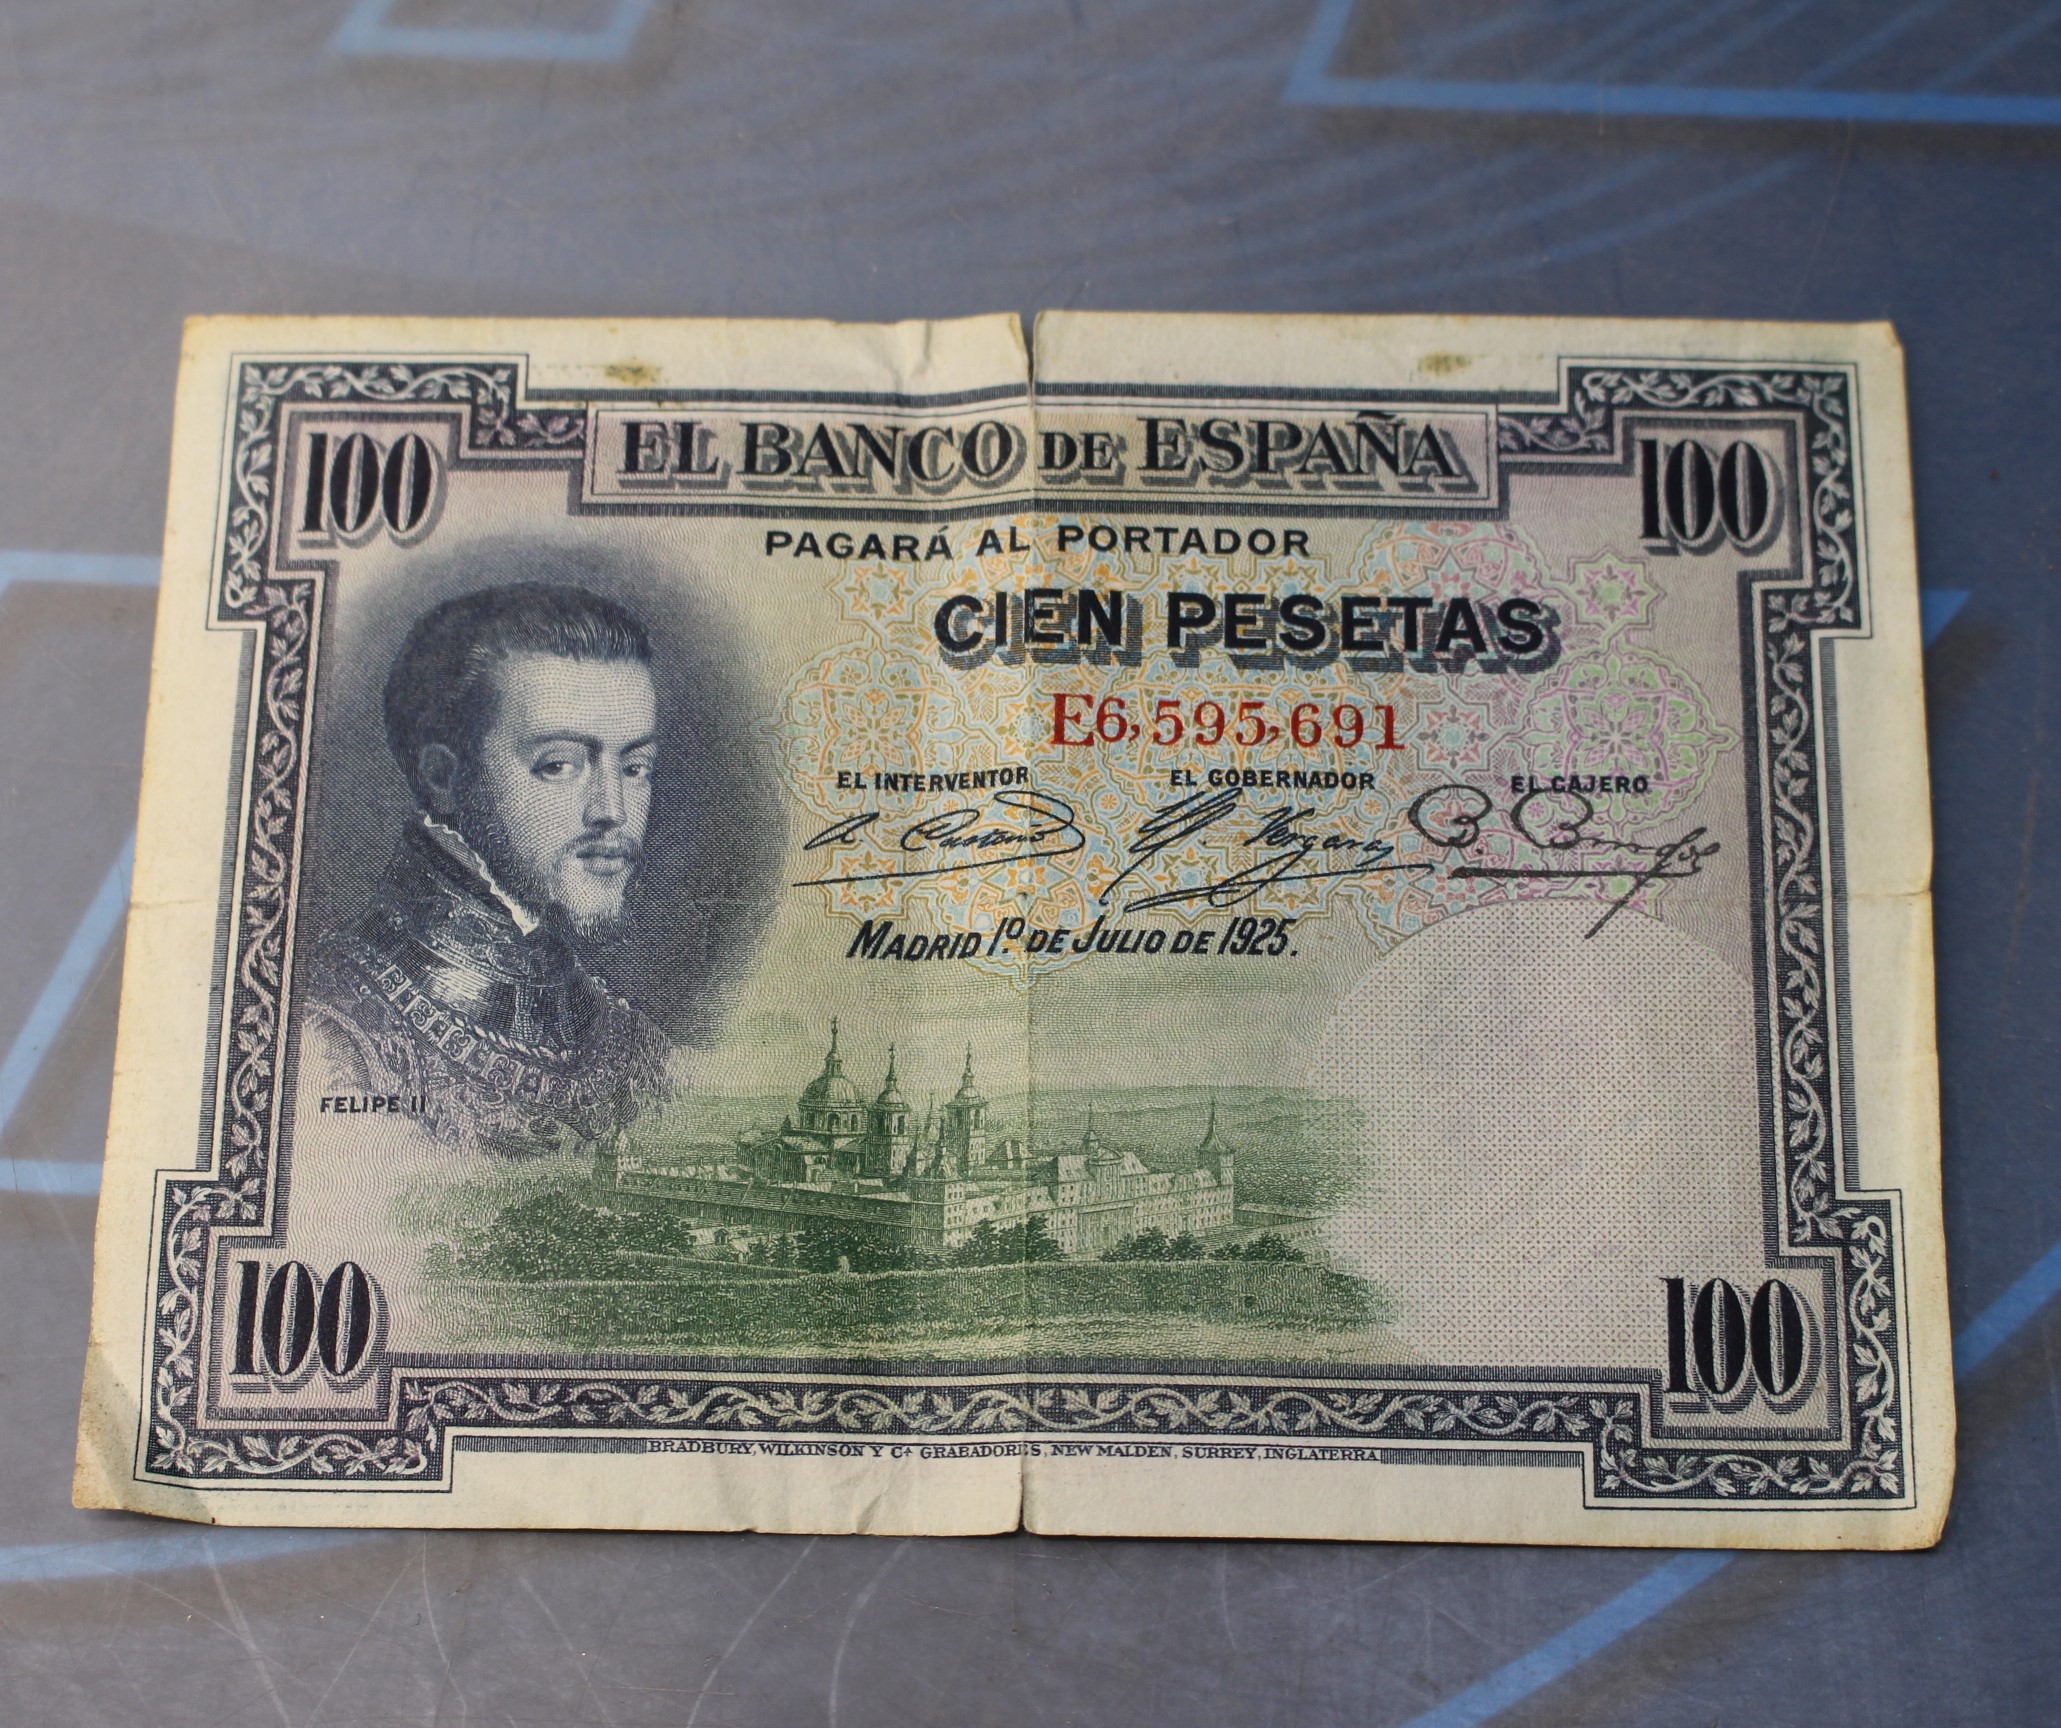 100 EL BANCO DE ESPAÑA 100
PAGARÁ AL PORTADOR
CIEN PESETAS
E6,595,691
EL INTERVENTOR EL GOBERNADOR EL CAJERO
MADRID 1º DE JULIO DE 1925.
FELIPE II
100 100
BRADBURY, WILKINSON Y Cª GRABADORES, NEW MALDEN, SURREY, INGLATERRA